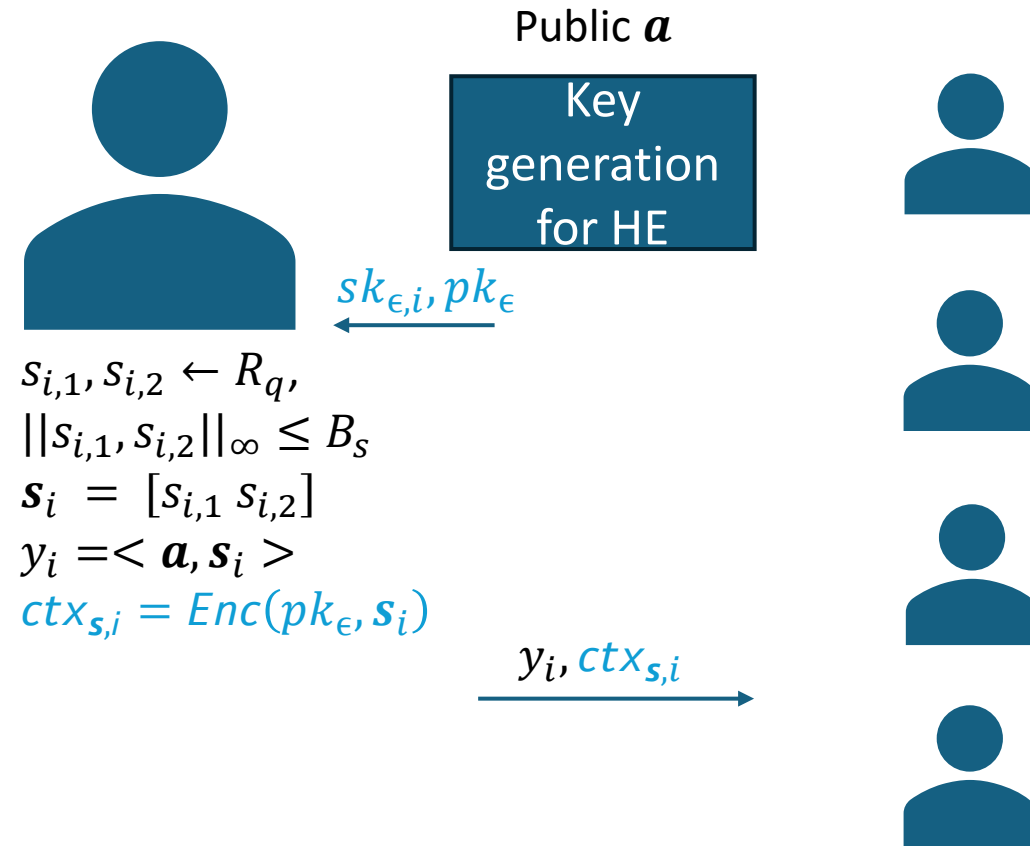 Public 𝒂
Key
generation
for HE
sk_{ϵ,i}, pk_ϵ
s_{i,1}, s_{i,2} ← R_q,
||s_{i,1}, s_{i,2}||_∞ ≤ B_s
𝒔_i = [s_{i,1} s_{i,2}]
y_i =< 𝒂, 𝒔_i >
ctx_{𝒔,i} = Enc(pk_ϵ, 𝒔_i)
y_i, ctx_{𝒔,i}